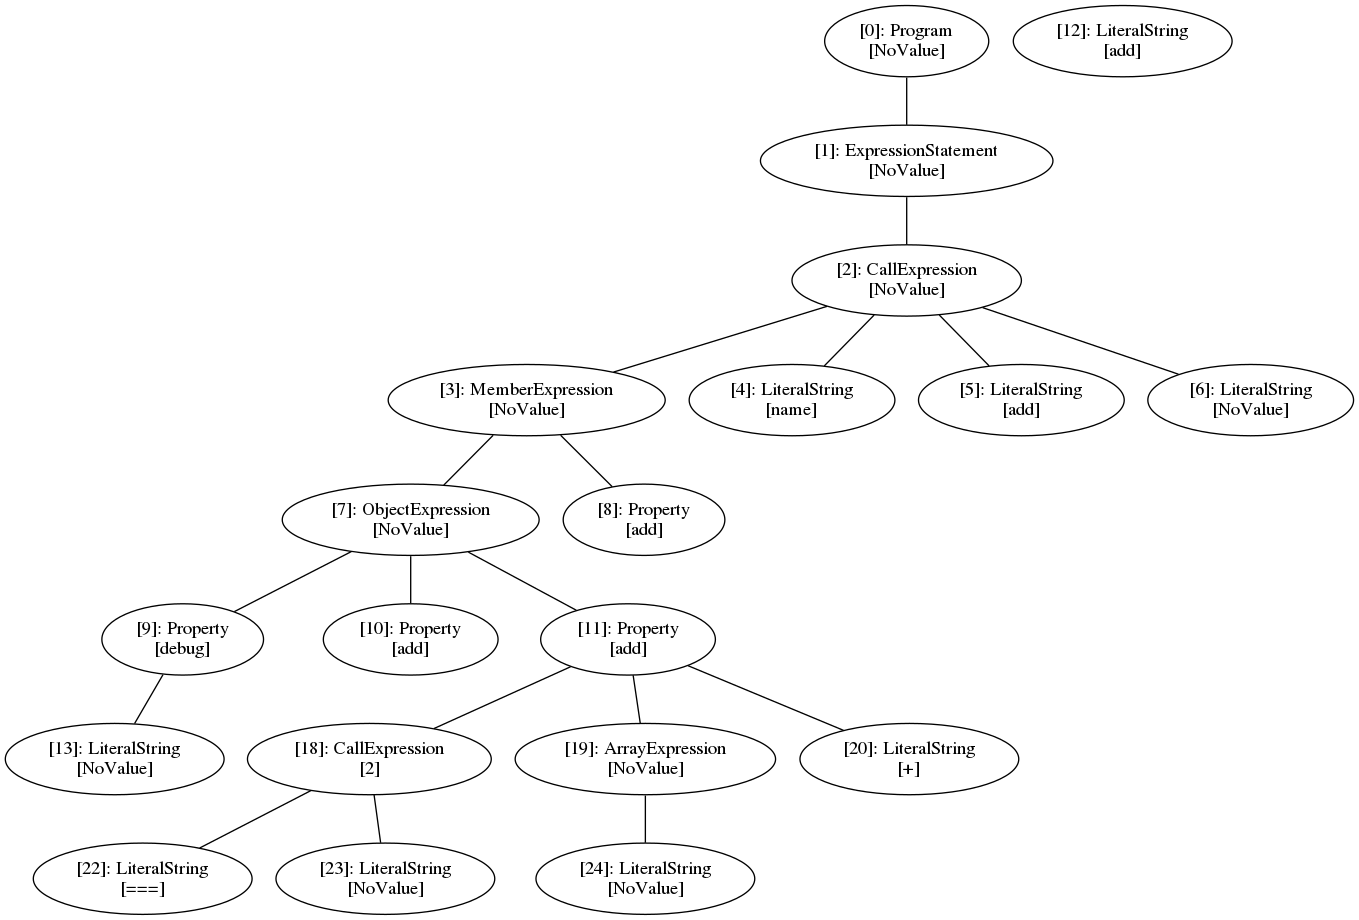 [0]: Program
[NoValue]
[12]: LiteralString
[add]
[1]: ExpressionStatement
[NoValue]
[2]: CallExpression
[NoValue]
[3]: MemberExpression
[NoValue]
[4]: LiteralString
[name]
[5]: LiteralString
[add]
[6]: LiteralString
[NoValue]
[7]: ObjectExpression
[NoValue]
[8]: Property
[add]
[9]: Property
[debug]
[10]: Property
[add]
[11]: Property
[add]
[13]: LiteralString
[NoValue]
[18]: CallExpression
[2]
[19]: ArrayExpression
[NoValue]
[20]: LiteralString
[+]
[22]: LiteralString
[===]
[23]: LiteralString
[NoValue]
[24]: LiteralString
[NoValue]